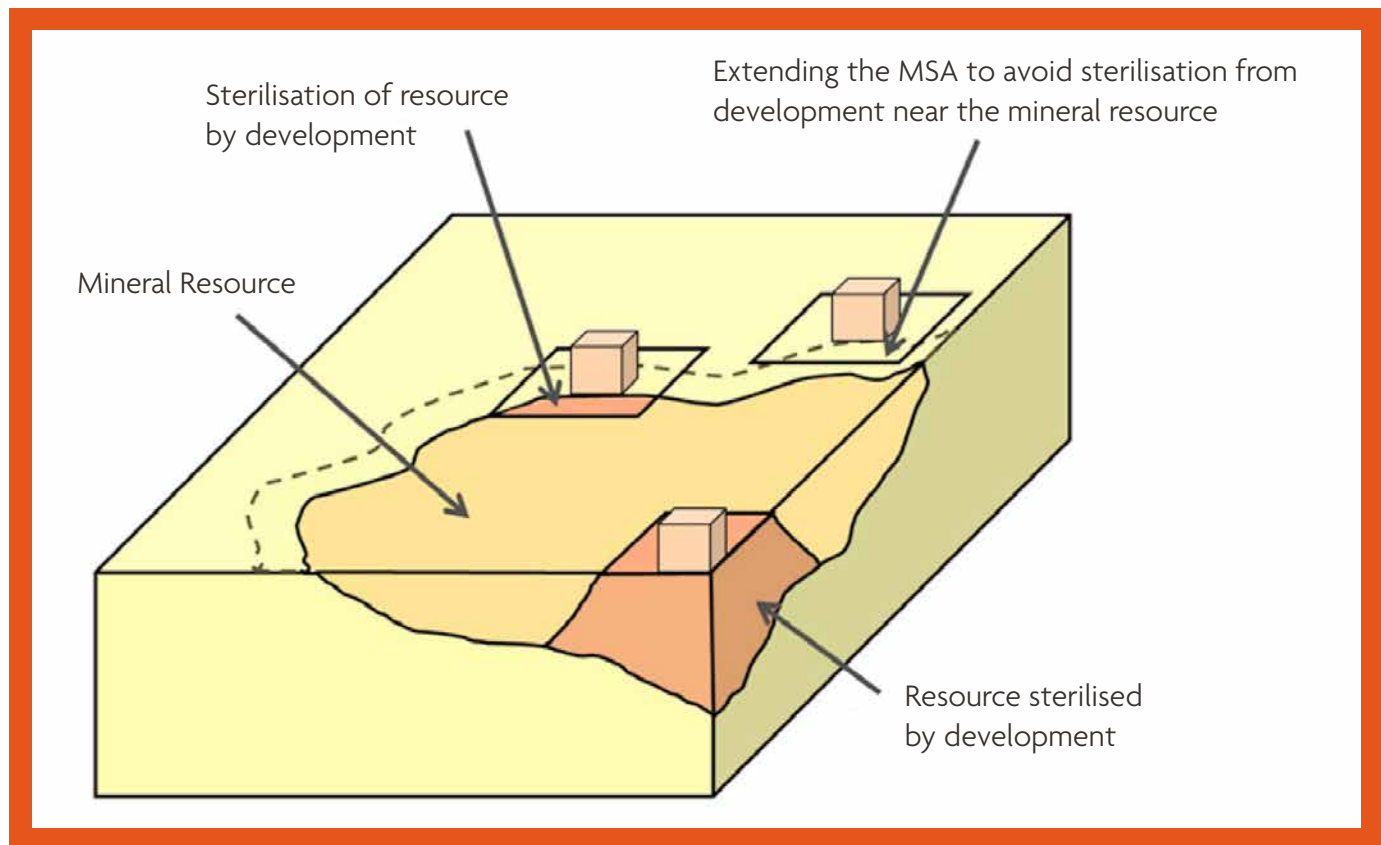 Sterilisation of resource
by development
Extending the MSA to avoid sterilisation from
development near the mineral resource
Mineral Resource
Resource sterilised
by development